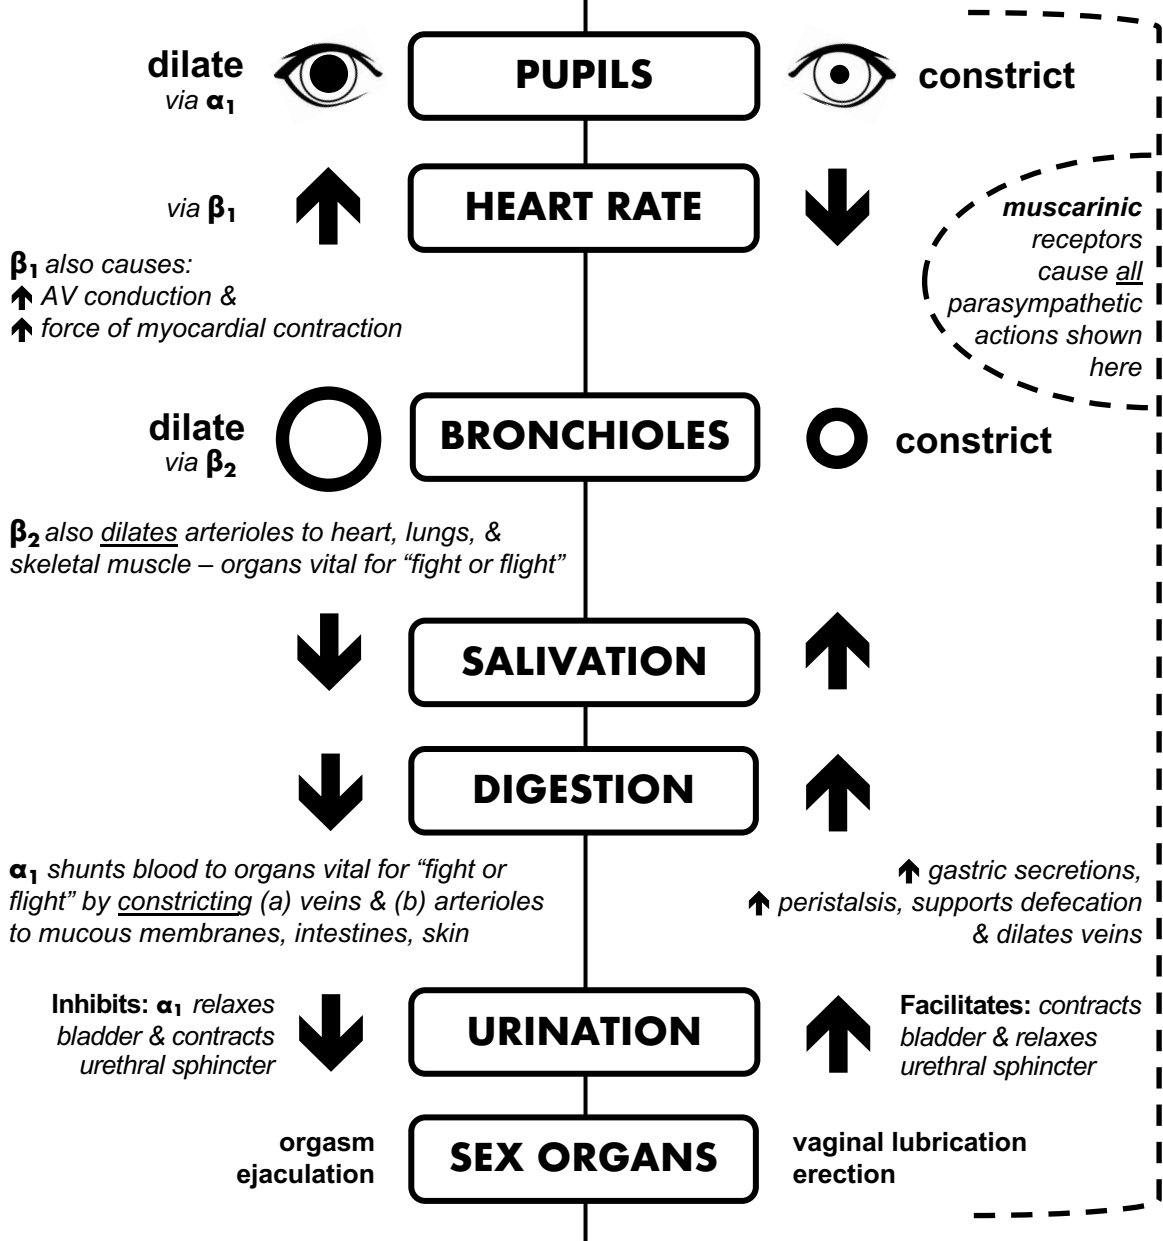 dilate
via α1
PUPILS
constrict
via β1
HEART RATE
β1 also causes:
AV conduction &
force of myocardial contraction
muscarinic
receptors
cause all
parasympathetic
actions shown
here
dilate
via β2
BRONCHIOLES
constrict
β2 also dilates arterioles to heart, lungs, &
skeletal muscle – organs vital for “fight or flight”
SALIVATION
DIGESTION
α1 shunts blood to organs vital for “fight or
flight” by constricting (a) veins & (b) arterioles
to mucous membranes, intestines, skin
gastric secretions,
peristalsis, supports defecation
& dilates veins
Inhibits: α1 relaxes
bladder & contracts
urethral sphincter
URINATION
Facilitates: contracts
bladder & relaxes
urethral sphincter
orgasm
ejaculation
SEX ORGANS
vaginal lubrication
erection